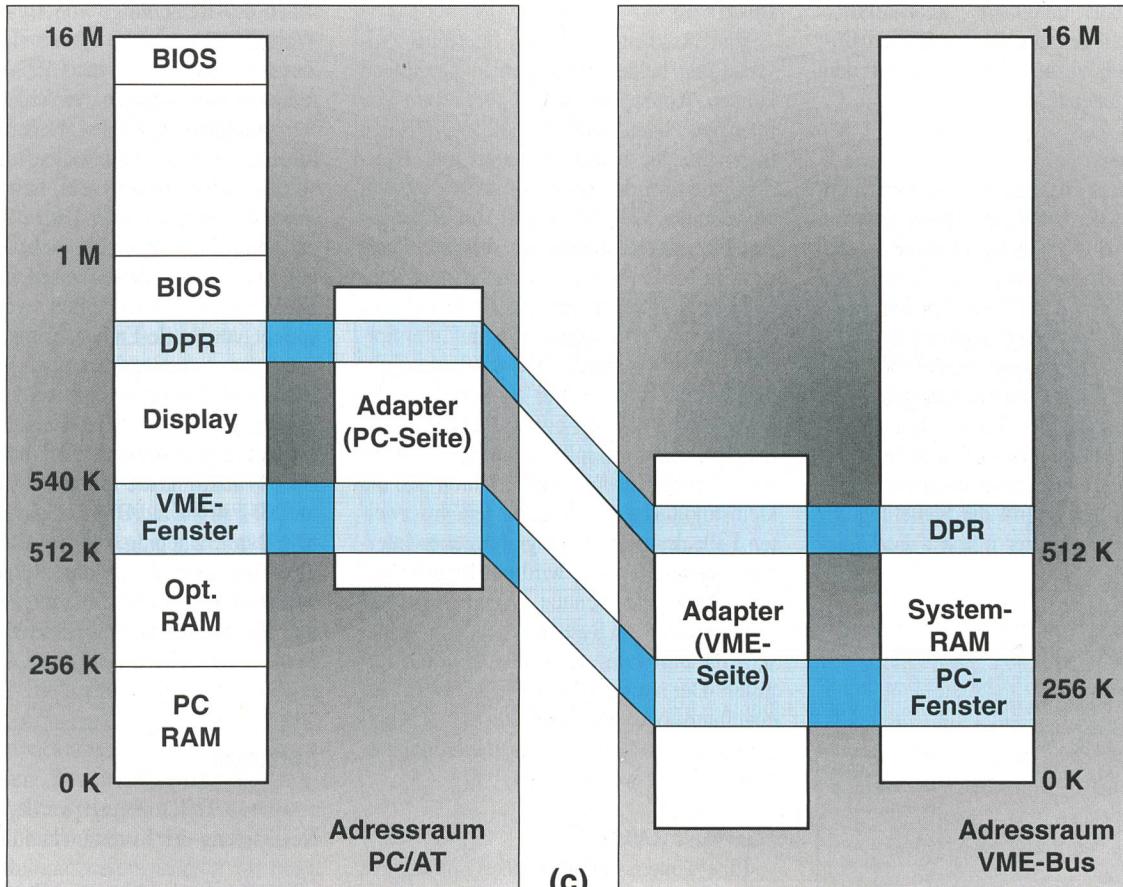 16 M
BIOS
1 M
BIOS
DPR
Display
540 K
VME-
Fenster
512 K
Opt.
RAM
256 K
PC
RAM
0 K
Adapter
(PC-Seite)
Adressraum
PC/AT
(c)
16 M
DPR
512 K
Adapter
(VME-
Seite)
System-
RAM
PC-
Fenster
256 K
0 K
Adressraum
VME-Bus